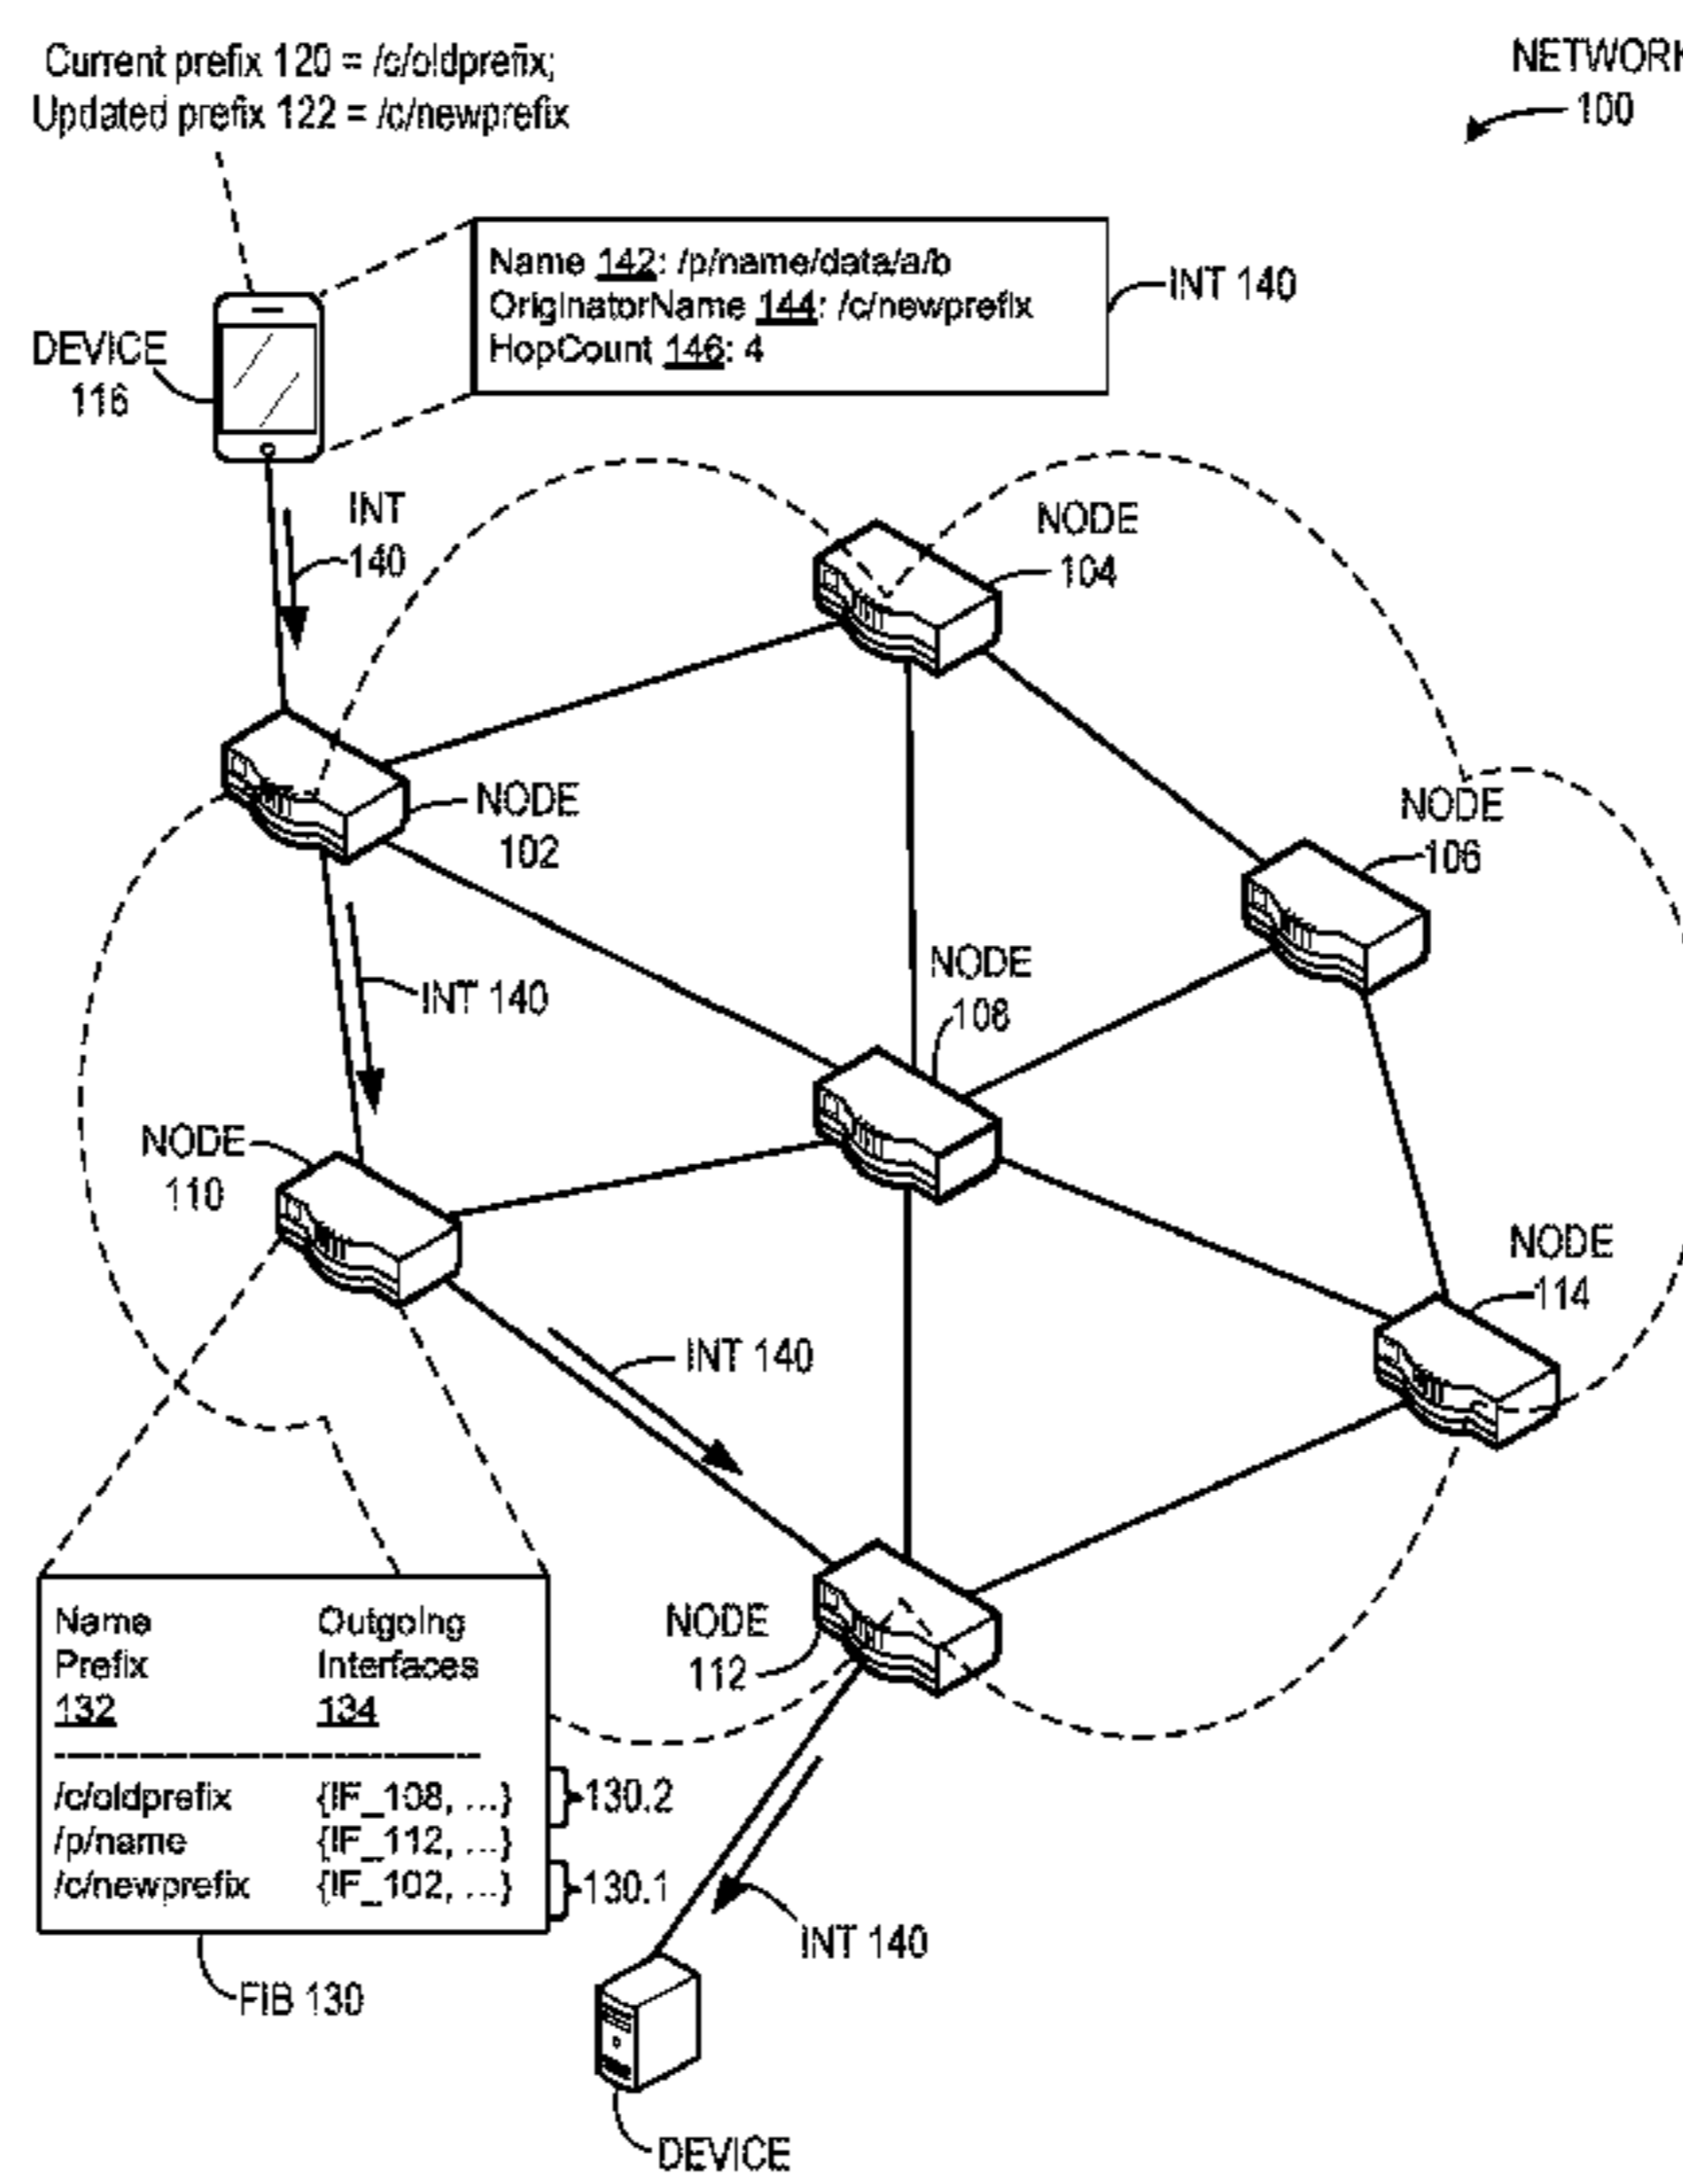 Current prefix 120 = /c/oldprefix;
Updated prefix 122 = /c/newprefix
NETWORK
100
Name 142: /p/name/data/a/b
OriginatorName 144: /c/newprefix
HopCount 146: 4
INT 140
DEVICE
116
INT
140
NODE
104
NODE
102
NODE
106
NODE
108
INT 140
NODE
110
NODE
114
INT 140
NODE
112
Name Outgoing
Prefix Interfaces
132 134
/c/oldprefix {IF_108, ...} 130.2
/p/name {IF_112, ...}
/c/newprefix {IF_102, ...} 130.1
INT 140
FIB 130
DEVICE